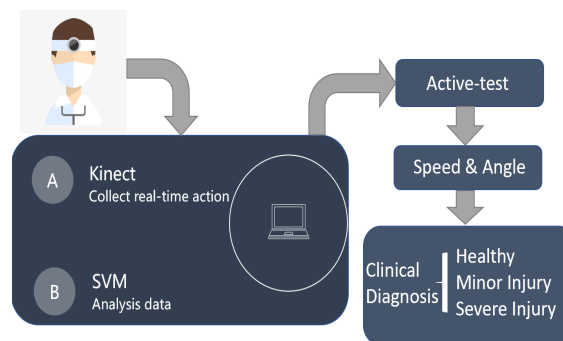 A
Kinect
Collect real-time action
B
SVM
Analysis data
Active-test
Speed & Angle
Clinical
Diagnosis
Healthy
Minor Injury
Severe Injury